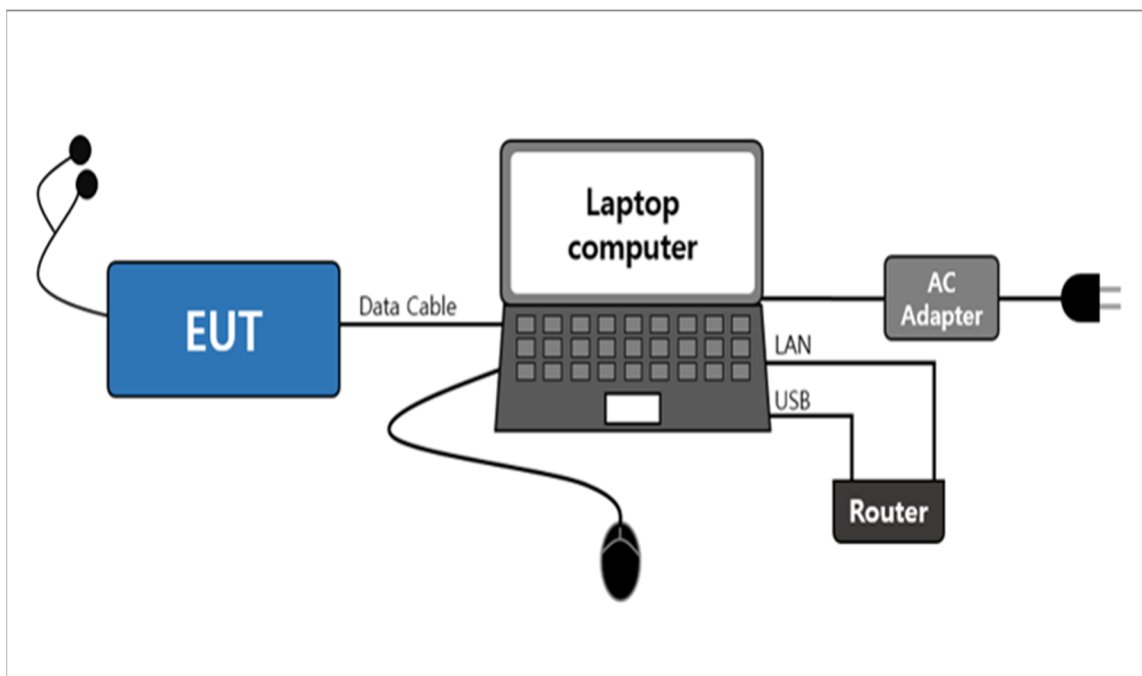 Laptop
computer
EUT
Data Cable
AC
Adapter
LAN
USB
Router